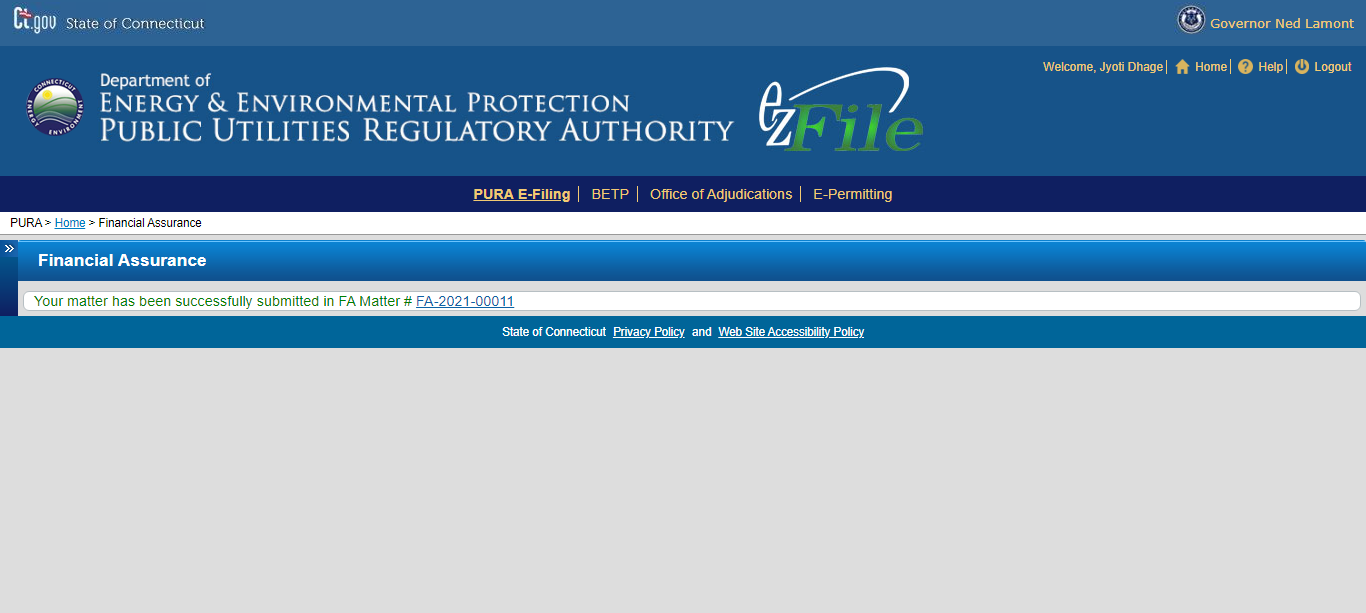 Ct.gov State of Connecticut
Governor Ned Lamont
Welcome, Jyoti Dhage | Home | Help | Logout
Department of
ENERGY & ENVIRONMENTAL PROTECTION
PUBLIC UTILITIES REGULATORY AUTHORITY
ezFile
PURA E-Filing | BETP | Office of Adjudications | E-Permitting
PURA > Home > Financial Assurance
»
Financial Assurance
Your matter has been successfully submitted in FA Matter # FA-2021-00011
State of Connecticut Privacy Policy and Web Site Accessibility Policy